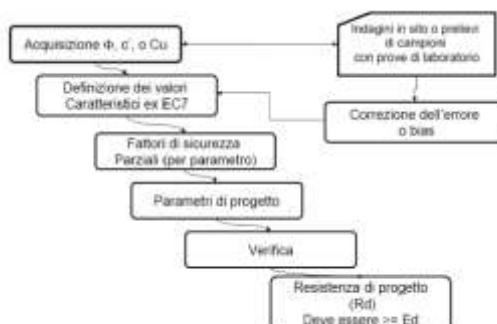 Acquisizione Φ, c', o Cu
Indagini in sito o prelievi
di campioni
con prove di laboratorio
Definizione dei valori
Caratteristici ex EC7
Correzione dell'errore
o bias
Fattori di sicurezza
Parziali (per parametro)
Parametri di progetto
Verifica
Resistenza di progetto
(Rd)
Deve essere >= Ed